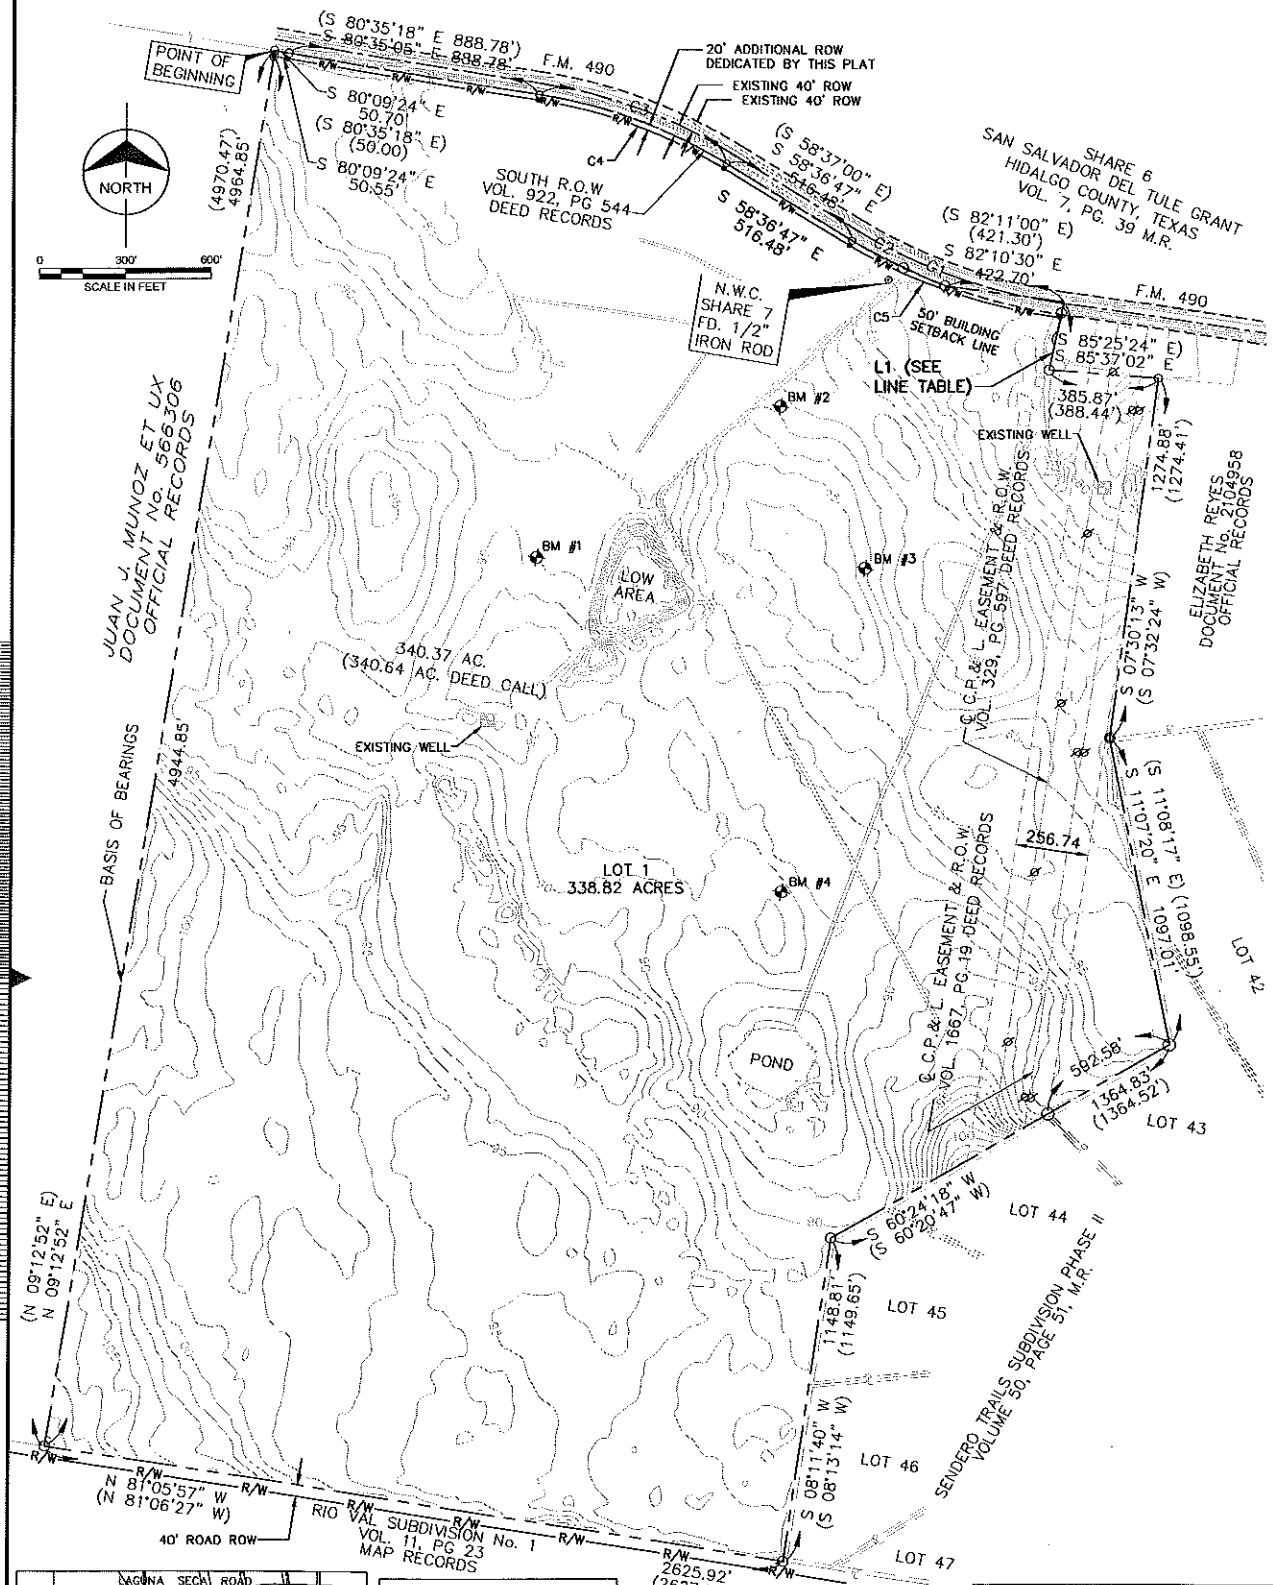 (S 80°35'18" E 888.78')
S 80°35'05" E 888.78'
F.M. 490
POINT OF
BEGINNING
20' ADDITIONAL ROW
DEDICATED BY THIS PLAT
EXISTING 40' ROW
EXISTING 40' ROW
S 80°09'24" E
50.70'
(S 80°35'18" E)
(50.00)
S 80°09'24" E
50.55'
C3
C4
(4970.47')
4964.85'
NORTH
0 300' 600'
SCALE IN FEET
SOUTH R.O.W
VOL. 922, PG 544
DEED RECORDS
(S 58°37'00" E)
S 58°36'47" E
516.48'
S 58°36'47" E
516.48'
SHARE 6
SAN SALVADOR DEL TULE GRANT
HIDALGO COUNTY, TEXAS
VOL. 7, PG. 39 M.R.
(S 82°11'00" E)
(421.30')
S 82°10'30" E
422.70'
C2
C1
F.M. 490
N.W.C.
SHARE 7
FD. 1/2"
IRON ROD
C5
50' BUILDING
SETBACK LINE
(S 85°25'24" E)
S 85°37'02" E
L1 (SEE
LINE TABLE)
385.87'
(388.44')
BM #2
EXISTING WELL
1274.88'
(1274.41')
JUAN J. MUNOZ ET UX
DOCUMENT No. 566306
OFFICIAL RECORDS
ELIZABETH REYES
DOCUMENT No. 2104958
OFFICIAL RECORDS
BM #1
LOW
AREA
BM #3
C.P.& L. EASEMENT & R.O.W
VOL. 329, PG 597 DEED RECORDS
S 07°30'13" W
(S 07°32'24" W)
340.37 AC.
(340.64 AC. DEED CALL)
EXISTING WELL
4944.85'
BASIS OF BEARINGS
(S 11°08'17" E) (1098.55')
S 11°07'20" E 1097.01'
256.74
LOT 1
338.82 ACRES
BM #4
LOT 42
C.P.& L. EASEMENT & R.O.W.
VOL. 1667, PG 19 DEED RECORDS
POND
592.58'
1364.83'
(1364.52')
LOT 43
100
90
S 60°24'18" W
(S 60°20'47" W)
LOT 44
(N 09°12'52" E)
N 09°12'52" E
1148.81'
(1149.65')
LOT 45
SENDERO TRAILS SUBDIVISION PHASE II
VOLUME 50, PAGE 51, M.R.
S 08°11'40" W
(S 08°13'14" W)
LOT 46
R/W
N 81°05'57" W
(N 81°06'27" W)
40' ROAD ROW
RIO VAL SUBDIVISION No. 1
VOL. 11, PG 23
MAP RECORDS
R/W
2625.92'
LOT 47
LAGUNA SECA ROAD